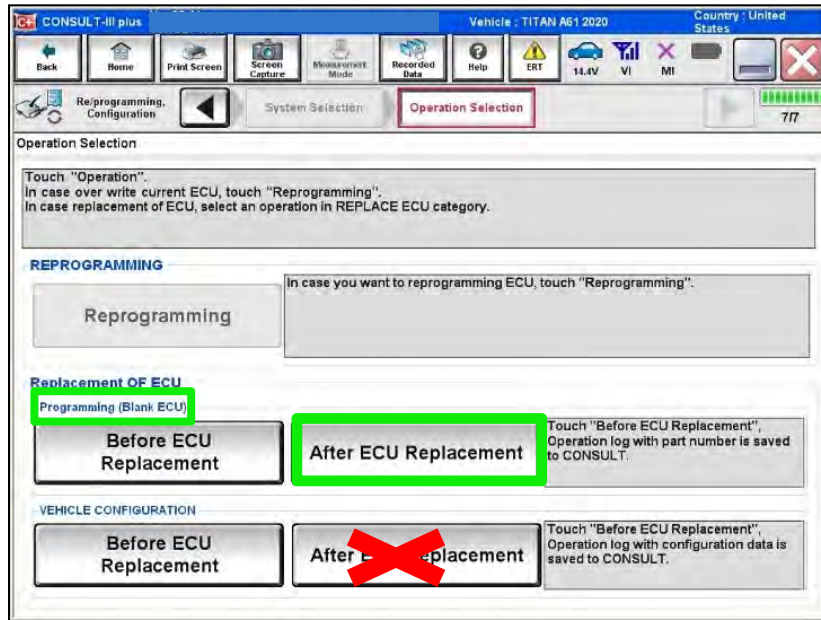 C+ CONSULT-III plus
Vehicle : TITAN A61 2020
Country : United States
Back
Home
Print Screen
Screen Capture
Measurement Mode
Recorded Data
Help
ERT
14.4V
VI
MI
Re/programming, Configuration
System Selection
Operation Selection
7/7
Operation Selection
Touch "Operation".
In case over write current ECU, touch "Reprogramming".
In case replacement of ECU, select an operation in REPLACE ECU category.
REPROGRAMMING
Reprogramming
In case you want to reprogramming ECU, touch "Reprogramming".
Replacement OF ECU
Programming (Blank ECU)
Before ECU
Replacement
After ECU Replacement
Touch "Before ECU Replacement",
Operation log with part number is saved
to CONSULT.
VEHICLE CONFIGURATION
Before ECU
Replacement
After ECU Replacement
Touch "Before ECU Replacement",
Operation log with configuration data is
saved to CONSULT.